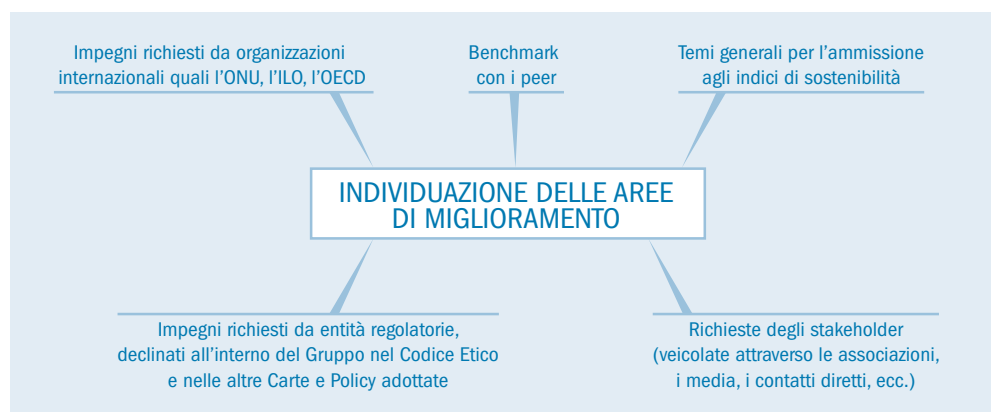 Impegni richiesti da organizzazioni
internazionali quali l'ONU, l'ILO, l'OECD
Benchmark
con i peer
Temi generali per l'ammissione
agli indici di sostenibilità
INDIVIDUAZIONE DELLE AREE
DI MIGLIORAMENTO
Impegni richiesti da entità regolatorie,
declinati all'interno del Gruppo nel Codice Etico
e nelle altre Carte e Policy adottate
Richieste degli stakeholder
(veicolate attraverso le associazioni,
i media, i contatti diretti, ecc.)